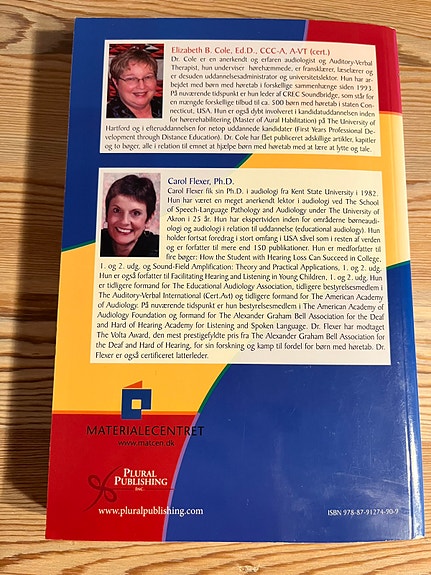 Elizabeth B. Cole, Ed.D., CCC-A, A-VT (cert.)
Dr. Cole er en anerkendt og erfaren audiologist og Auditory-Verbal
Therapist, hun underviser hørehæmmede, er fransklærer, læselærer og
er desuden uddannelsesadministrator og universitetslektor. Hun har ar-
bejdet med børn med høretab i forskellige sammenhænge siden 1993.
På nuværende tidspunkt er hun leder af CREC Soundbridge, som står for
en mængde forskellige tilbud til ca. 500 børn med høretab i staten Con-
necticut, USA. Hun er også dybt involveret i kandidatuddannelsen inden
for hørerehabilitering (Master of Aural Habilitation) på The University of
Hartford og i efteruddannelsen for netop uddannede kandidater (First Years Professional De-
velopment through Distance Education). Dr. Cole har fået publiceret adskillige artikler, kapitler
og to bøger, alle i relation til emnet at hjælpe børn med høretab med at lære at lytte og tale.
Carol Flexer, Ph.D.
Carol Flexer fik sin Ph.D. i audiologi fra Kent State University i 1982.
Hun har været en meget anerkendt lektor i audiologi ved The School
of Speech-Language Pathology and Audiology under The University of
Akron i 25 år. Hun har ekspertviden inden for områderne børneaudi-
ologi og audiologi i relation til uddannelse (educational audiology). Hun
holder fortsat foredrag i stort omfang i USA såvel som i resten af verden
og er forfatter til mere end 150 publikationer. Hun er medforfatter til
fire bøger: How the Student with Hearing Loss Can Succeed in College,
1. og 2. udg, og Sound-Field Amplification: Theory and Practical Applications, 1. og 2. udg.
Hun er også forfatter til Facilitating Hearing and Listening in Young Children, 1. og 2. udg. Hun
er tidligere formand for The Educational Audiology Association, tidligere bestyrelsesmedlem i
The Auditory-Verbal International (Cert.Avt) og tidligere formand for The American Academy
of Audiology. På nuværende tidspunkt er hun bestyrelsesmedlem i The American Academy of
Audiology Foundation og formand for The Alexander Graham Bell Association for the Deaf
and Hard of Hearing Academy for Listening and Spoken Language. Dr. Flexer har modtaget
The Volta Award, den mest prestigefyldte pris fra The Alexander Graham Bell Association for
the Deaf and Hard of Hearing, for sin forskning og kamp til fordel for børn med høretab. Dr.
Flexer er også certificeret latterleder.
MATERIALECENTRET
www.matcen.dk
PLURAL
PUBLISHING
INC.
www.pluralpublishing.com
ISBN 978-87-91274-90-9